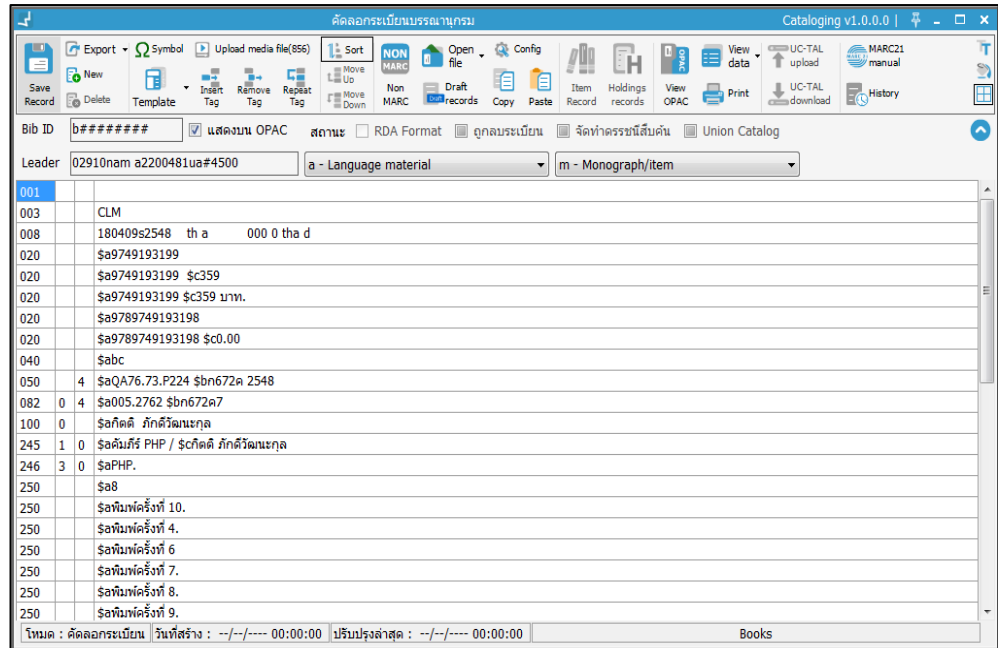 คัดลอกระเบียนบรรณานุกรม Cataloging v1.0.0.0 |
Save Record
Export Symbol Upload media file(856)
New
Delete
Template
Insert Tag
Remove Tag
Repeat Tag
Sort
Move Up
Move Down
NON MARC
Non MARC
Open file
Draft records
Config
Copy
Paste
Item Record
Holdings records
OPAC
View OPAC
View data
Print
UC-TAL upload
UC-TAL download
MARC21 manual
History
Bib ID b######## แสดงบน OPAC สถานะ RDA Format ถูกลบระเบียน จัดทำดรรชนีสืบค้น Union Catalog
Leader 02910nam a2200481ua#4500 a - Language material m - Monograph/item
001
003 CLM
008 180409s2548 th a 000 0 tha d
020 $a9749193199
020 $a9749193199 $c359
020 $a9749193199 $c359 บาท.
020 $a9789749193198
020 $a9789749193198 $c0.00
040 $abc
050 4 $aQA76.73.P224 $bก672ค 2548
082 0 4 $a005.2762 $bก672ค7
100 0 $aกิตติ ภักดีวัฒนะกุล
245 1 0 $aคัมภีร์ PHP / $cกิตติ ภักดีวัฒนะกุล
246 3 0 $aPHP.
250 $a8
250 $aพิมพ์ครั้งที่ 10.
250 $aพิมพ์ครั้งที่ 4.
250 $aพิมพ์ครั้งที่ 6
250 $aพิมพ์ครั้งที่ 7.
250 $aพิมพ์ครั้งที่ 8.
250 $aพิมพ์ครั้งที่ 9.
โหมด : คัดลอกระเบียน วันที่สร้าง : --/--/---- 00:00:00 ปรับปรุงล่าสุด : --/--/---- 00:00:00 Books